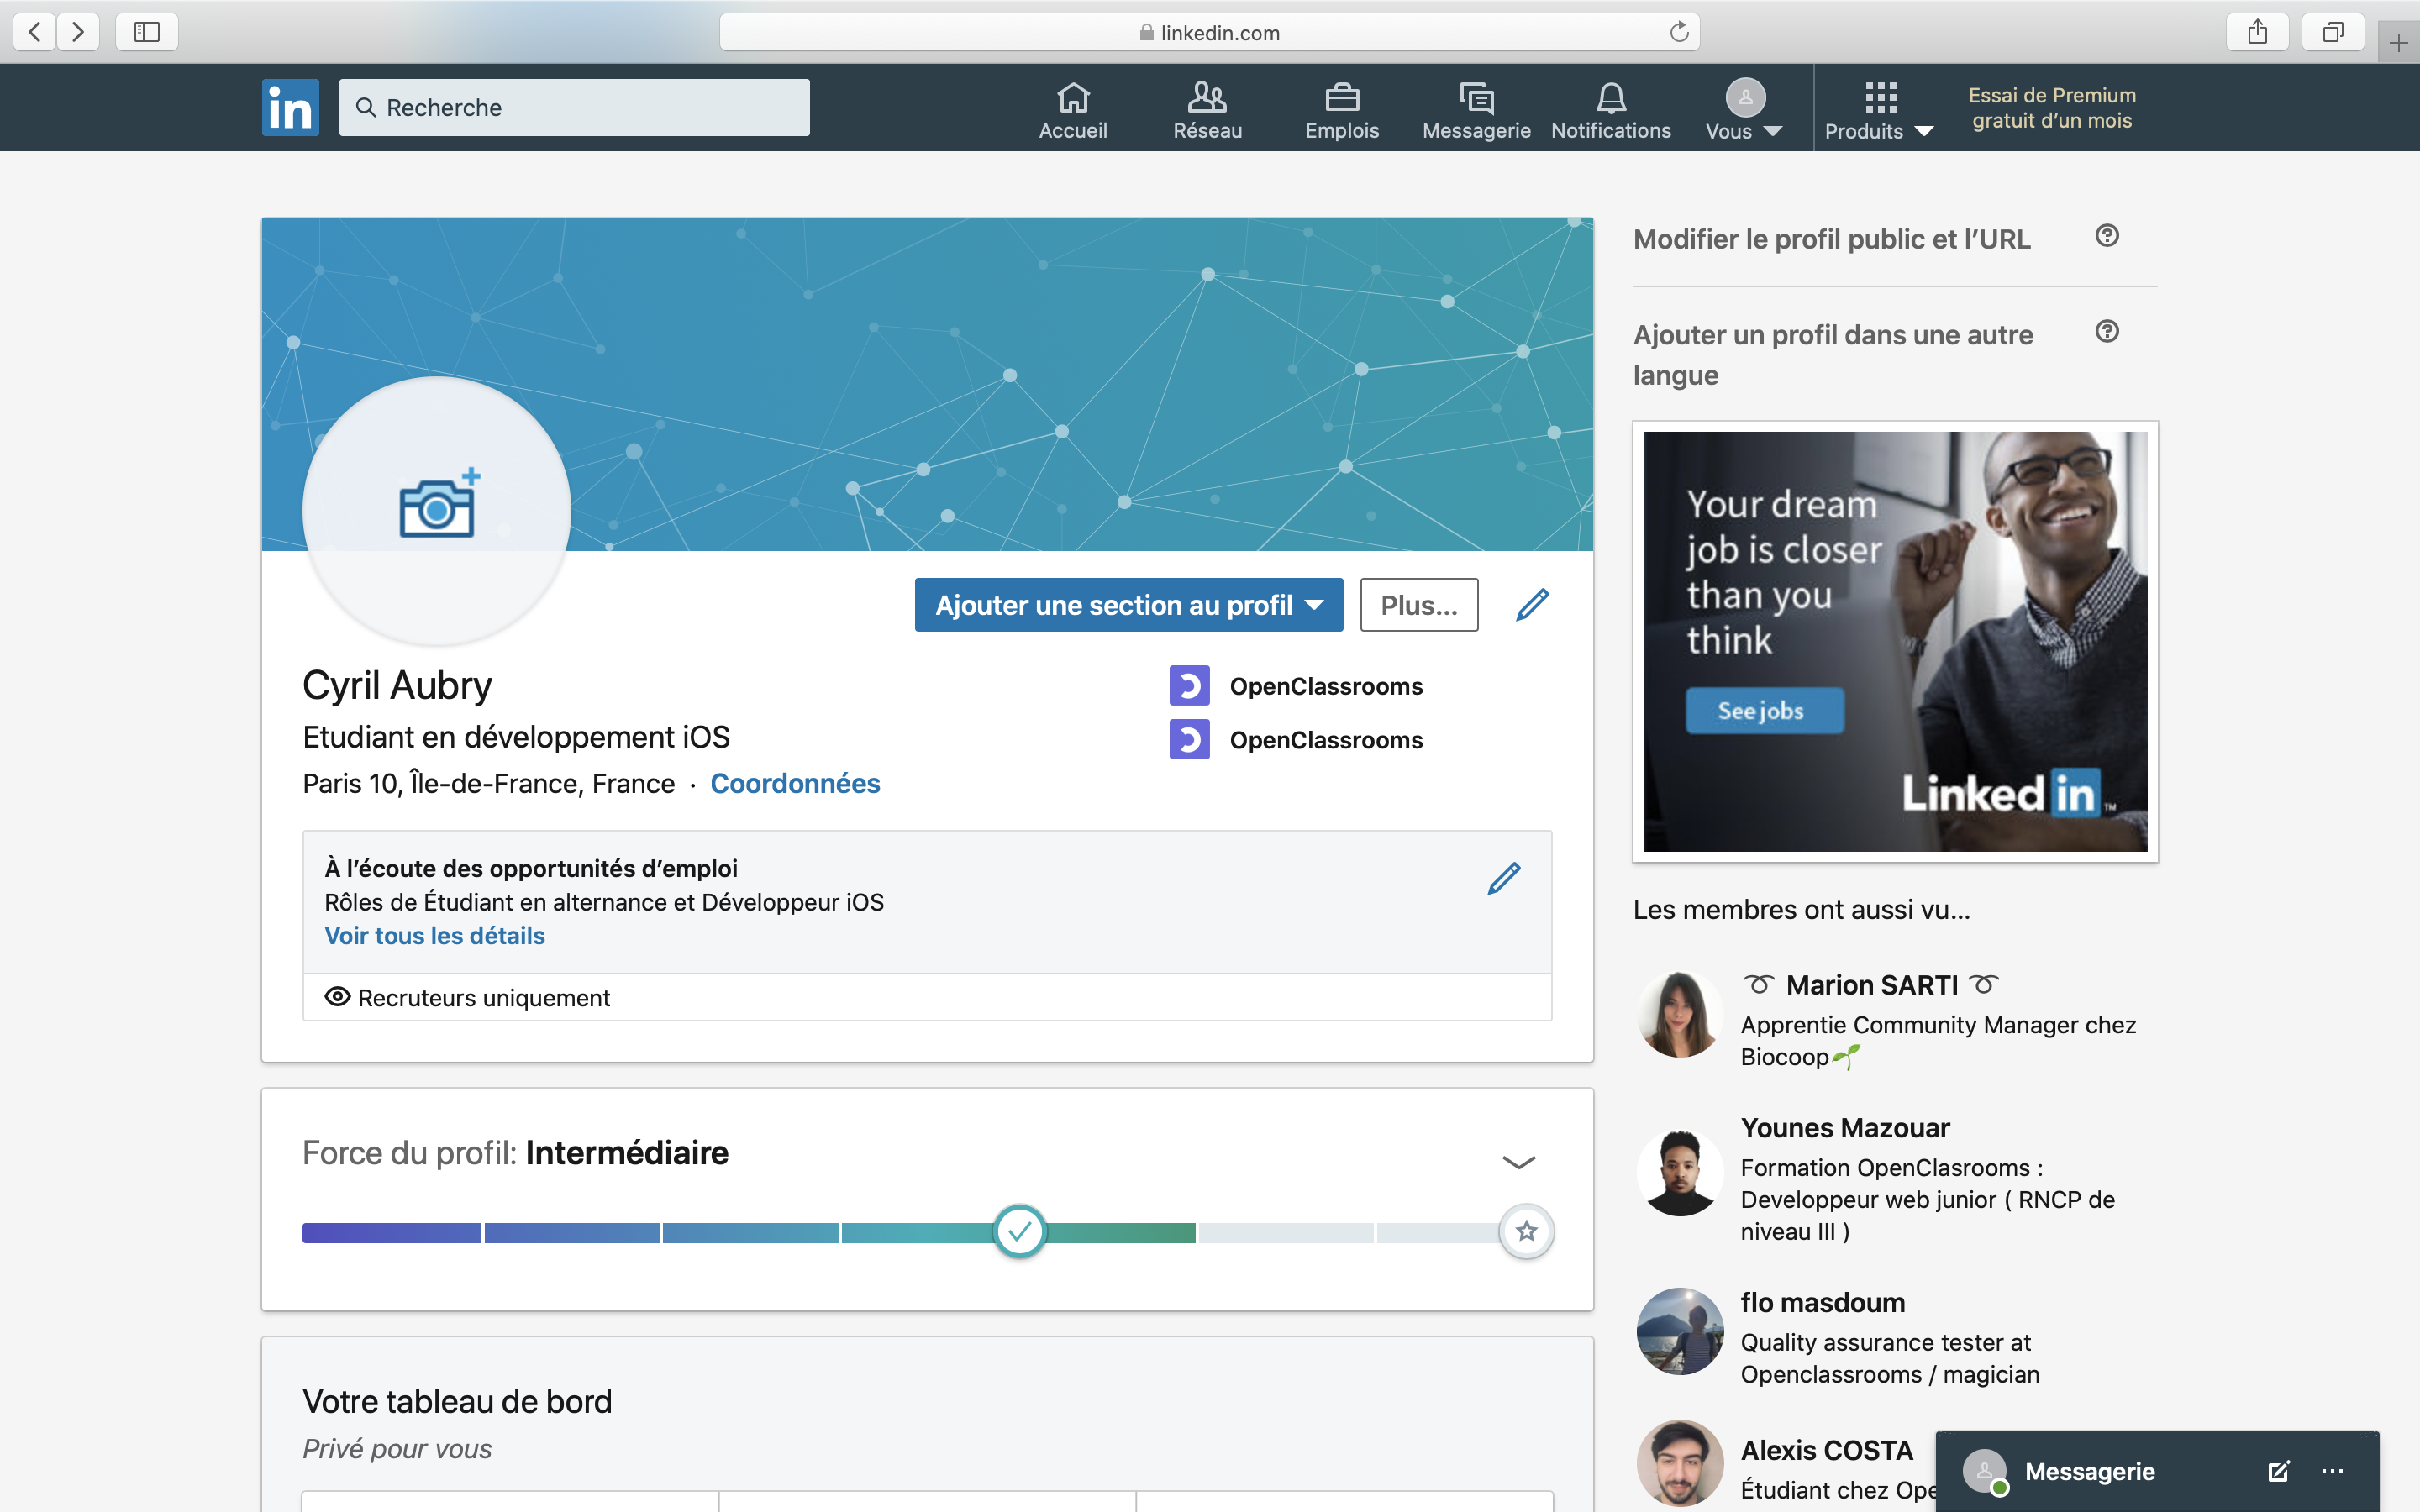 linkedin.com
in
Recherche
Accueil
Réseau
Emplois
Messagerie
Notifications
Vous
Produits
Essai de Premium
gratuit d’un mois
Ajouter une section au profil
Plus...
Cyril Aubry
Etudiant en développement iOS
Paris 10, Île-de-France, France · Coordonnées
OpenClassrooms
OpenClassrooms
À l’écoute des opportunités d’emploi
Rôles de Étudiant en alternance et Développeur iOS
Voir tous les détails
Recruteurs uniquement
Force du profil: Intermédiaire
Votre tableau de bord
Privé pour vous
Modifier le profil public et l’URL
Ajouter un profil dans une autre
langue
Your dream
job is closer
than you
think
See jobs
Linked in ™
Les membres ont aussi vu...
➰ Marion SARTI ➰
Apprentie Community Manager chez
Biocoop🌱
Younes Mazouar
Formation OpenClasrooms :
Developpeur web junior ( RNCP de
niveau III )
flo masdoum
Quality assurance tester at
Openclassrooms / magician
Alexis COSTA
Étudiant chez Ope
Messagerie